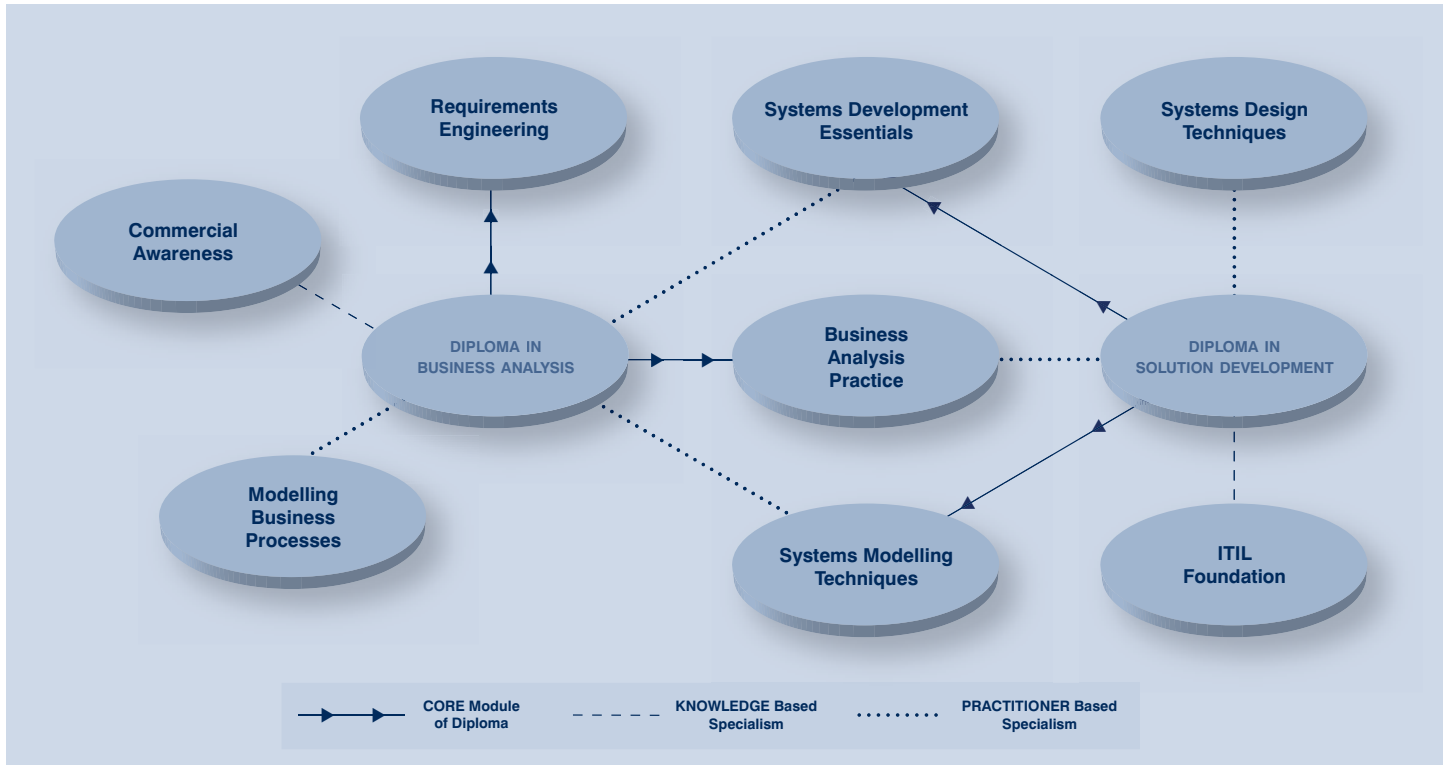 Requirements
Engineering
Systems Development
Essentials
Systems Design
Techniques
Commercial
Awareness
DIPLOMA IN
BUSINESS ANALYSIS
Business
Analysis
Practice
DIPLOMA IN
SOLUTION DEVELOPMENT
Modelling
Business
Processes
Systems Modelling
Techniques
ITIL
Foundation
CORE Module
of Diploma
KNOWLEDGE Based
Specialism
PRACTITIONER Based
Specialism